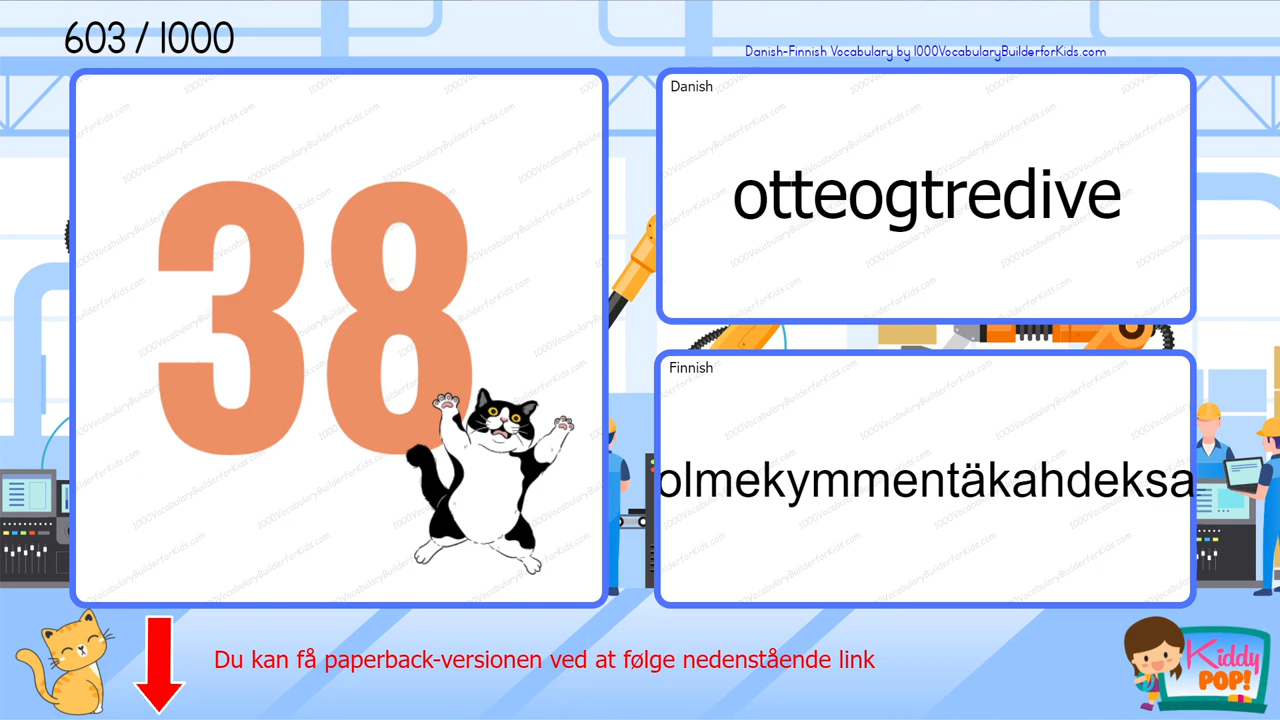 603 / 1000
Danish-Finnish Vocabulary by 1000VocabularyBuilderforKids.com
38
Danish
otteogtredive
Finnish
olmekymmentäkahdeksa
Du kan få paperback-versionen ved at følge nedenstående link
Kiddy
POP!